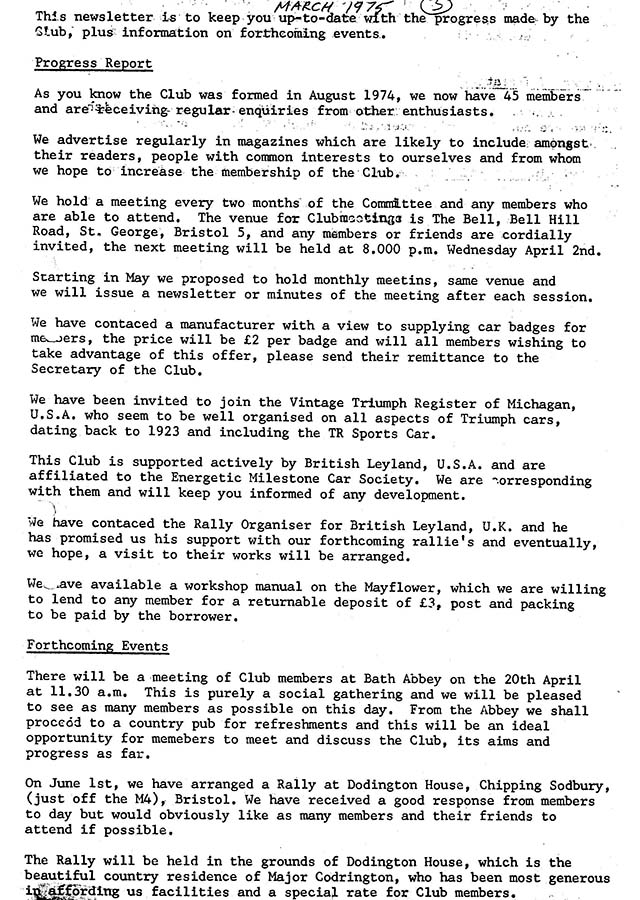 MARCH 1975 (3)
This newsletter is to keep you up-to-date with the progress made by the
Club, plus information on forthcoming events.
Progress Report
As you know the Club was formed in August 1974, we now have 45 members
and are receiving regular enquiries from other enthusiasts.
We advertise regularly in magazines which are likely to include amongst
their readers, people with common interests to ourselves and from whom
we hope to increase the membership of the Club.
We hold a meeting every two months of the Committee and any members who
are able to attend. The venue for Clubmeetings is The Bell, Bell Hill
Road, St. George, Bristol 5, and any members or friends are cordially
invited, the next meeting will be held at 8.000 p.m. Wednesday April 2nd.
Starting in May we proposed to hold monthly meetins, same venue and
we will issue a newsletter or minutes of the meeting after each session.
We have contaced a manufacturer with a view to supplying car badges for
members, the price will be £2 per badge and will all members wishing to
take advantage of this offer, please send their remittance to the
Secretary of the Club.
We have been invited to join the Vintage Triumph Register of Michagan,
U.S.A. who seem to be well organised on all aspects of Triumph cars,
dating back to 1923 and including the TR Sports Car.
This Club is supported actively by British Leyland, U.S.A. and are
affiliated to the Energetic Milestone Car Society. We are corresponding
with them and will keep you informed of any development.
We have contaced the Rally Organiser for British Leyland, U.K. and he
has promised us his support with our forthcoming rallie's and eventually,
we hope, a visit to their works will be arranged.
We have available a workshop manual on the Mayflower, which we are willing
to lend to any member for a returnable deposit of £3, post and packing
to be paid by the borrower.
Forthcoming Events
There will be a meeting of Club members at Bath Abbey on the 20th April
at 11.30 a.m. This is purely a social gathering and we will be pleased
to see as many members as possible on this day. From the Abbey we shall
proceed to a country pub for refreshments and this will be an ideal
opportunity for memebers to meet and discuss the Club, its aims and
progress as far.
On June 1st, we have arranged a Rally at Dodington House, Chipping Sodbury,
(just off the M4), Bristol. We have received a good response from members
to day but would obviously like as many members and their friends to
attend if possible.
The Rally will be held in the grounds of Dodington House, which is the
beautiful country residence of Major Codrington, who has been most generous
in affording us facilities and a special rate for Club members.